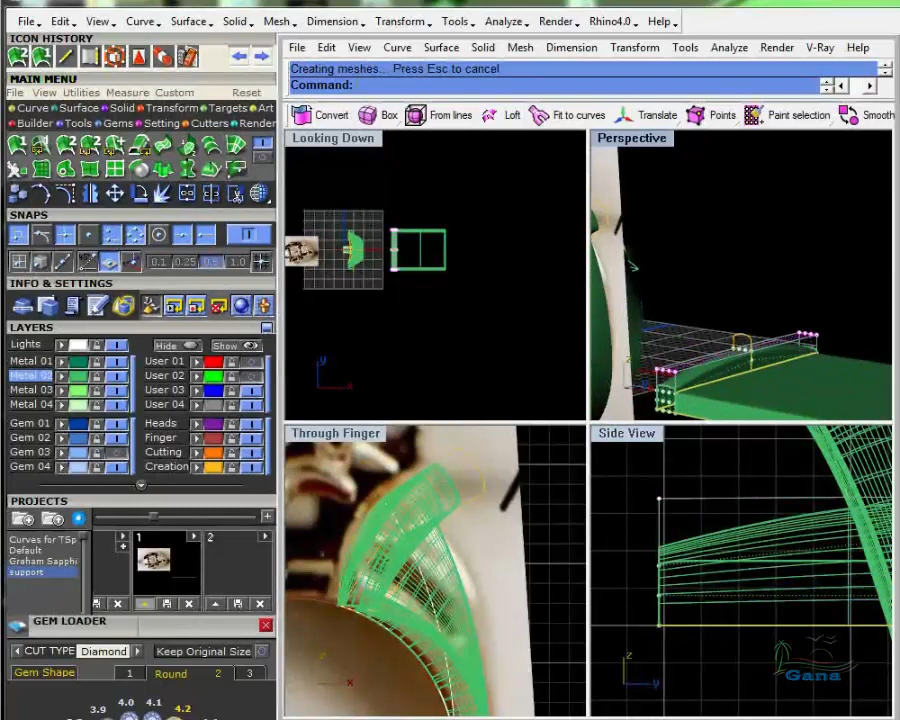 File Edit View Curve Surface Solid Mesh Dimension Transform Tools Analyze Render Rhino4.0 Help
ICON HISTORY
MAIN MENU
File View Utilities Measure Custom Reset
Curve Surface Solid Transform Targets Art
Builder Tools Gems Setting Cutters Render
SNAPS
0.1 0.25 0.5 1.0
INFO & SETTINGS
LAYERS
Lights Hide Show
Metal 01 User 01
Metal 02 User 02
Metal 03 User 03
Metal 04 User 04
Gem 01 Heads
Gem 02 Finger
Gem 03 Cutting
Gem 04 Creation
PROJECTS
Curves for TSp
Default
Graham Sapphi
support
1 2
GEM LOADER
CUT TYPE Diamond Keep Original Size
Gem Shape 1 Round 2 3
3.9 4.0 4.1 4.2
File Edit View Curve Surface Solid Mesh Dimension Transform Tools Analyze Render V-Ray Help
Creating meshes... Press Esc to cancel
Command:
Convert Box From lines Loft Fit to curves Translate Points Paint selection Smooth
Looking Down
Perspective
y
x
Through Finger
Side View
z
x
z
y
Gana